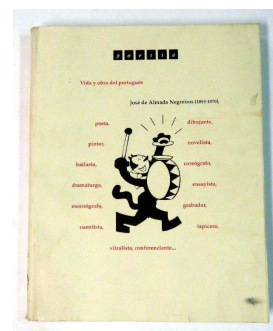 poesía
Vida y obra del portugués
José de Almada Negreiros (1893-1970),
poeta, dibujante,
pintor, novelista,
bailarín, coreógrafo,
dramaturgo, ensayista,
escenógrafo, grabador,
cuentista, tapicero,
vitralista, conferenciante...